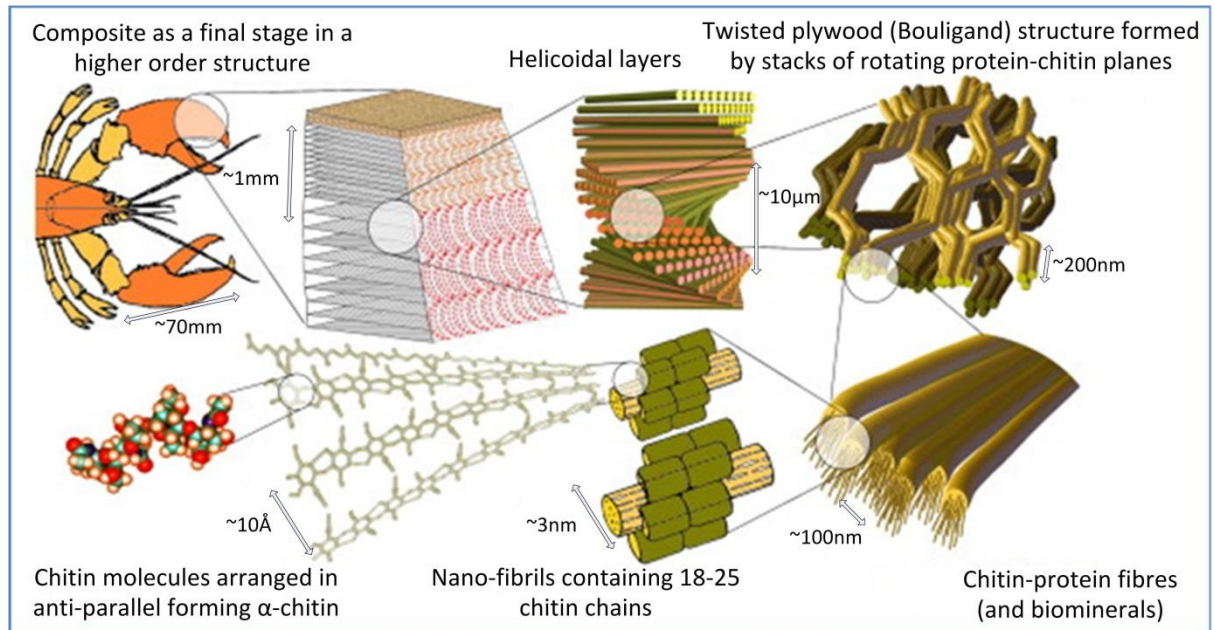 Composite as a final stage in a
higher order structure
Helicoidal layers
Twisted plywood (Bouligand) structure formed
by stacks of rotating protein-chitin planes
~1mm
~10μm
~200nm
~70mm
~10Å
~3nm
~100nm
Chitin molecules arranged in
anti-parallel forming α-chitin
Nano-fibrils containing 18-25
chitin chains
Chitin-protein fibres
(and biominerals)